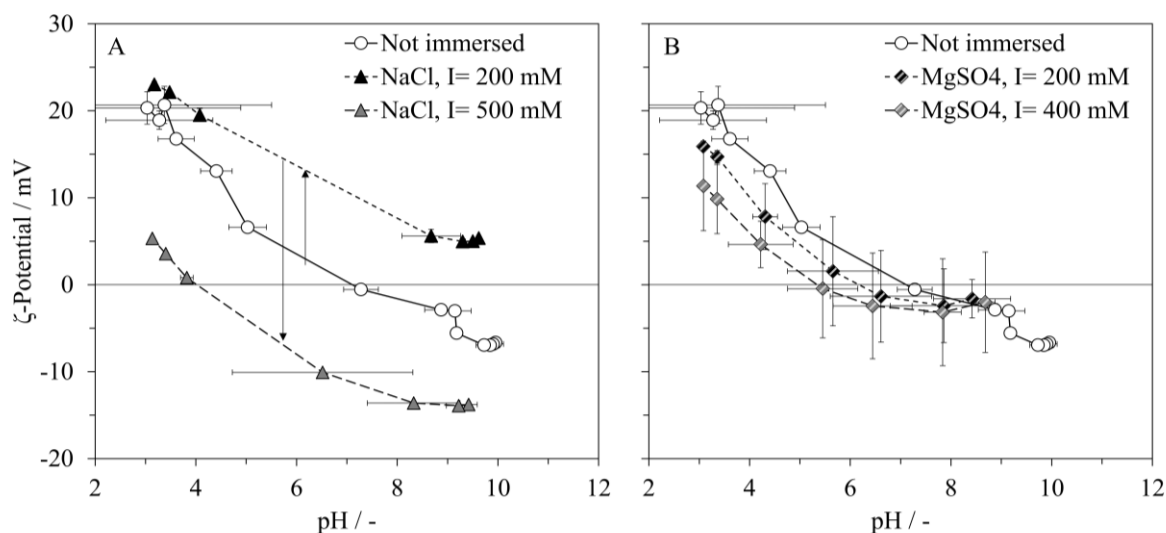 A
Not immersed
NaCl, I= 200 mM
NaCl, I= 500 mM
B
Not immersed
MgSO4, I= 200 mM
MgSO4, I= 400 mM
ζ-Potential / mV
30
20
10
0
-10
-20
2 4 6 8 10 12
2 4 6 8 10 12
pH / -
pH / -